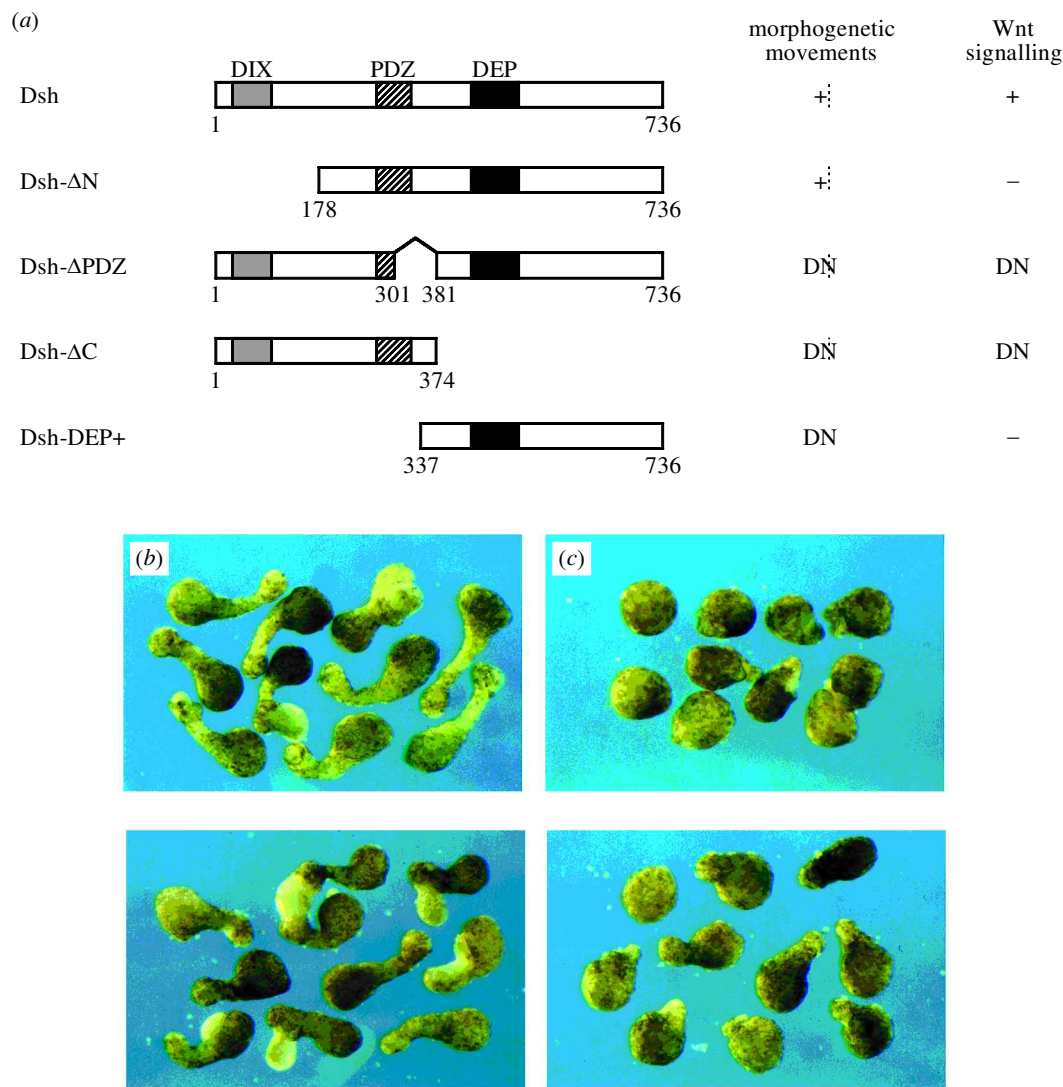 (a)
morphogenetic movements
Wnt signalling
DIX PDZ DEP
Dsh + +
1 736
Dsh-ΔN + –
178 736
Dsh-ΔPDZ DN DN
1 301 381 736
Dsh-ΔC DN DN
1 374
Dsh-DEP+ DN –
337 736
(b)
(c)